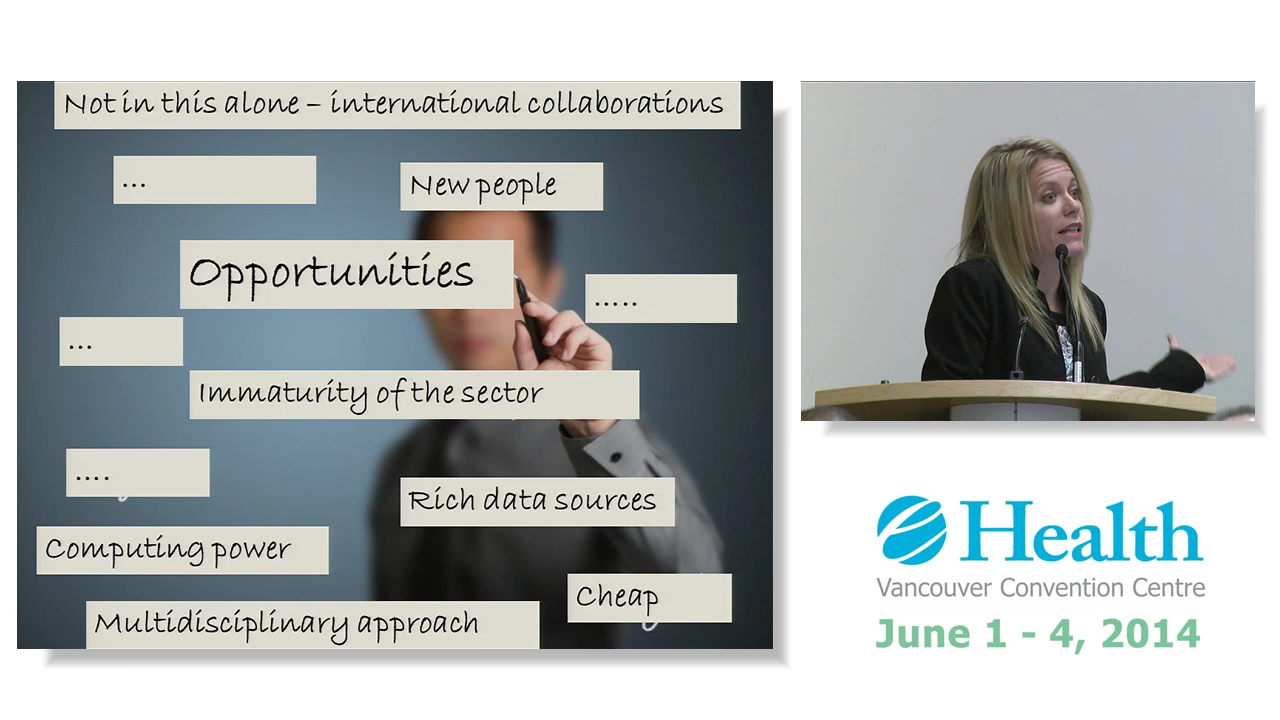 Not in this alone – international collaborations
...
New people
Opportunities
.....
...
Immaturity of the sector
....
Rich data sources
Computing power
Cheap
Multidisciplinary approach
eHealth
Vancouver Convention Centre
June 1 - 4, 2014